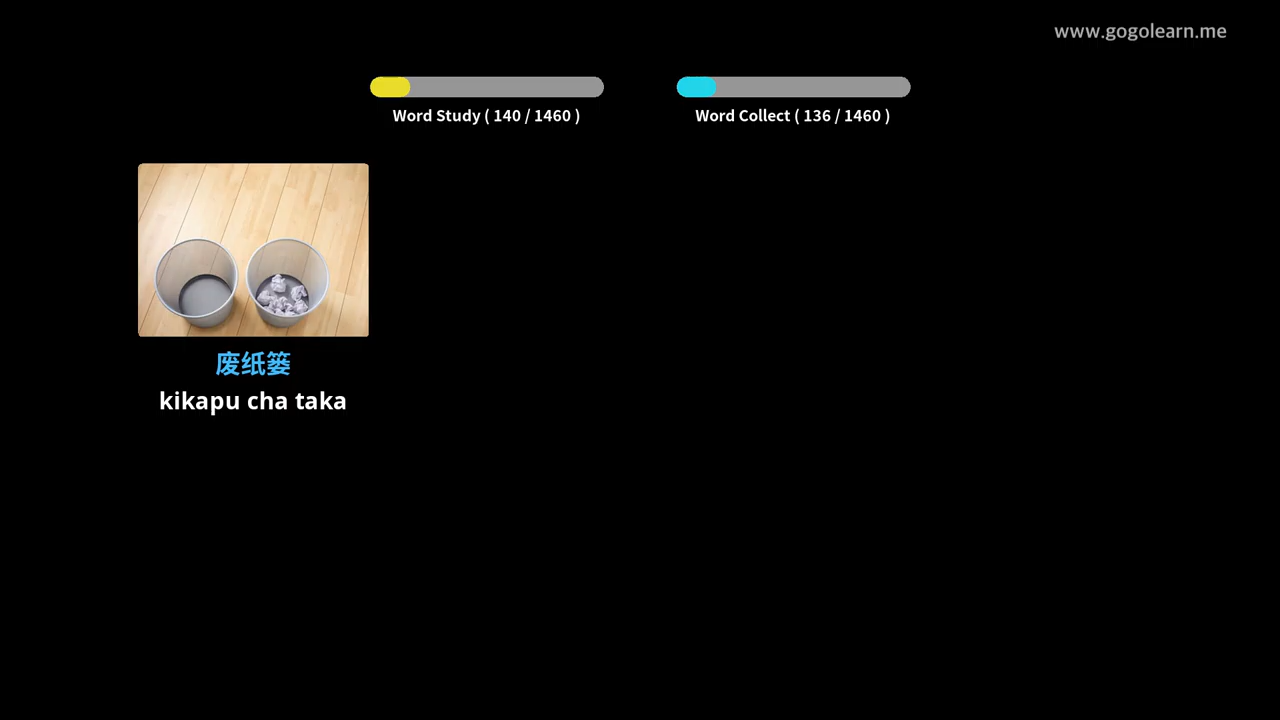 www.gogolearn.me
Word Study ( 140 / 1460 )
Word Collect ( 136 / 1460 )
废纸篓
kikapu cha taka